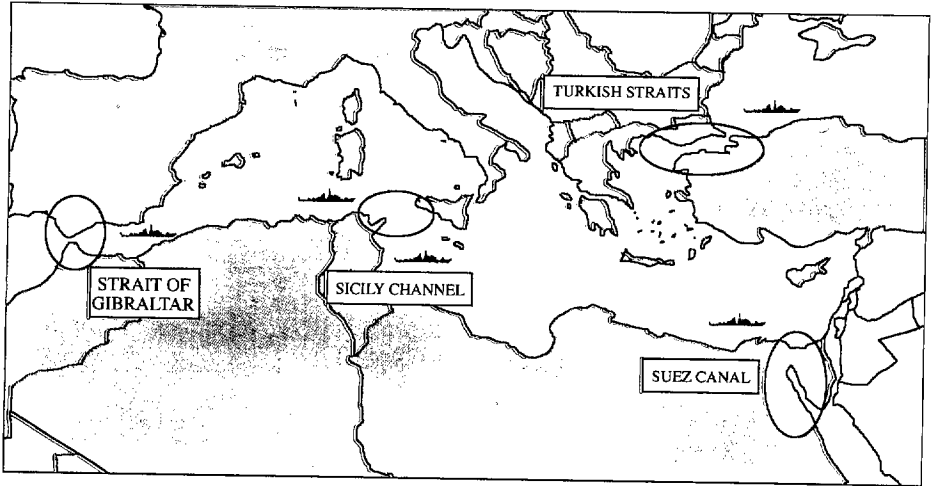 TURKISH STRAITS
STRAIT OF
GIBRALTAR
SICILY CHANNEL
SUEZ CANAL